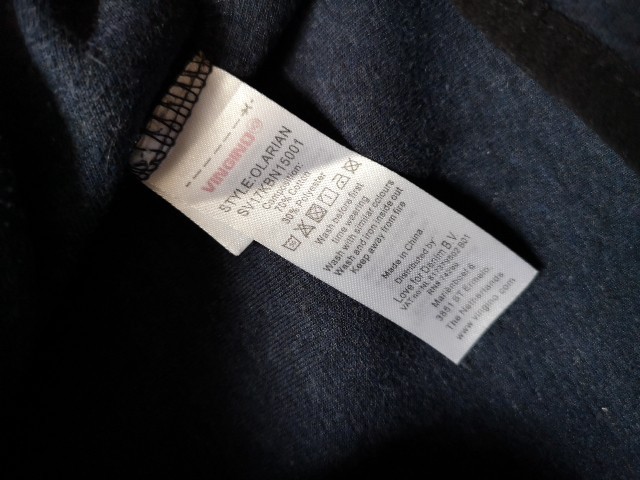 VINGINO®
STYLE:OLARIAN
SV17KBN15001
Composition:
70% Cotton
30% Polyester
Wash before first
time wearing
Wash with similar colours
Wash and iron inside out
Keep away from fire
Made in China
Distributed by
Love for Denim B.V.
Marienboel 6
3851 ST Ermelo
The Netherlands
www.vingino.com